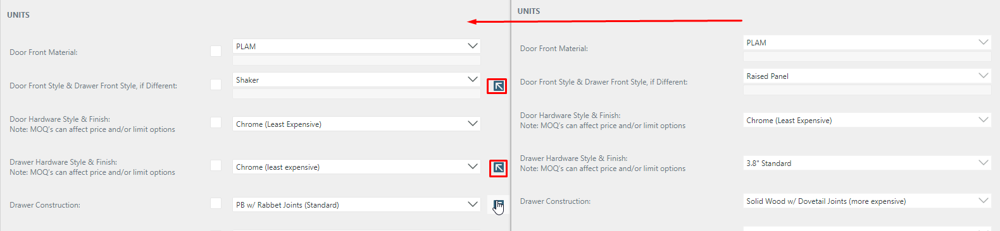 UNITS
Door Front Material:
PLAM
Door Front Style & Drawer Front Style, if Different:
Shaker
Door Hardware Style & Finish:
Note: MOQ's can affect price and/or limit options
Chrome (Least Expensive)
Drawer Hardware Style & Finish:
Note: MOQ's can affect price and/or limit options
Chrome (least expensive)
Drawer Construction:
PB w/ Rabbet Joints (Standard)
UNITS
Door Front Material:
PLAM
Door Front Style & Drawer Front Style, if Different:
Raised Panel
Door Hardware Style & Finish:
Note: MOQ's can affect price and/or limit options
Chrome (Least Expensive)
Drawer Hardware Style & Finish:
Note: MOQ's can affect price and/or limit options
3.8" Standard
Drawer Construction:
Solid Wood w/ Dovetail Joints (more expensive)